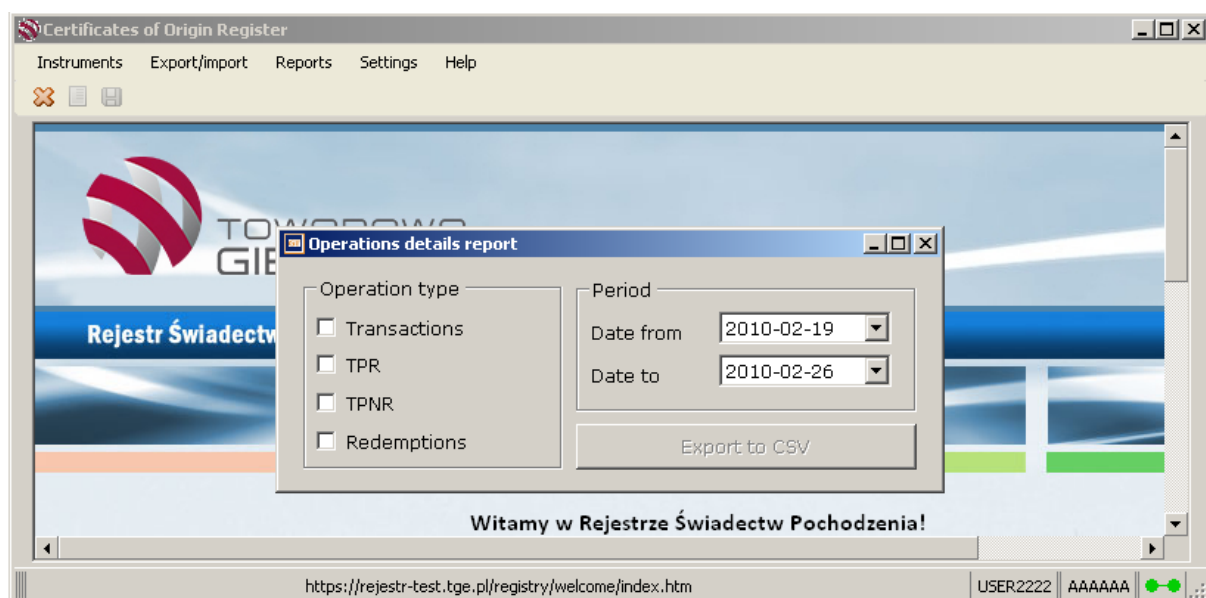 Certificates of Origin Register
Instruments Export/import Reports Settings Help
Operations details report
Operation type
Transactions
TPR
TPNR
Redemptions
Period
Date from 2010-02-19
Date to 2010-02-26
Export to CSV
Witamy w Rejestrze Świadectw Pochodzenia!
https://rejestr-test.tge.pl/registry/welcome/index.htm USER2222 AAAAAA